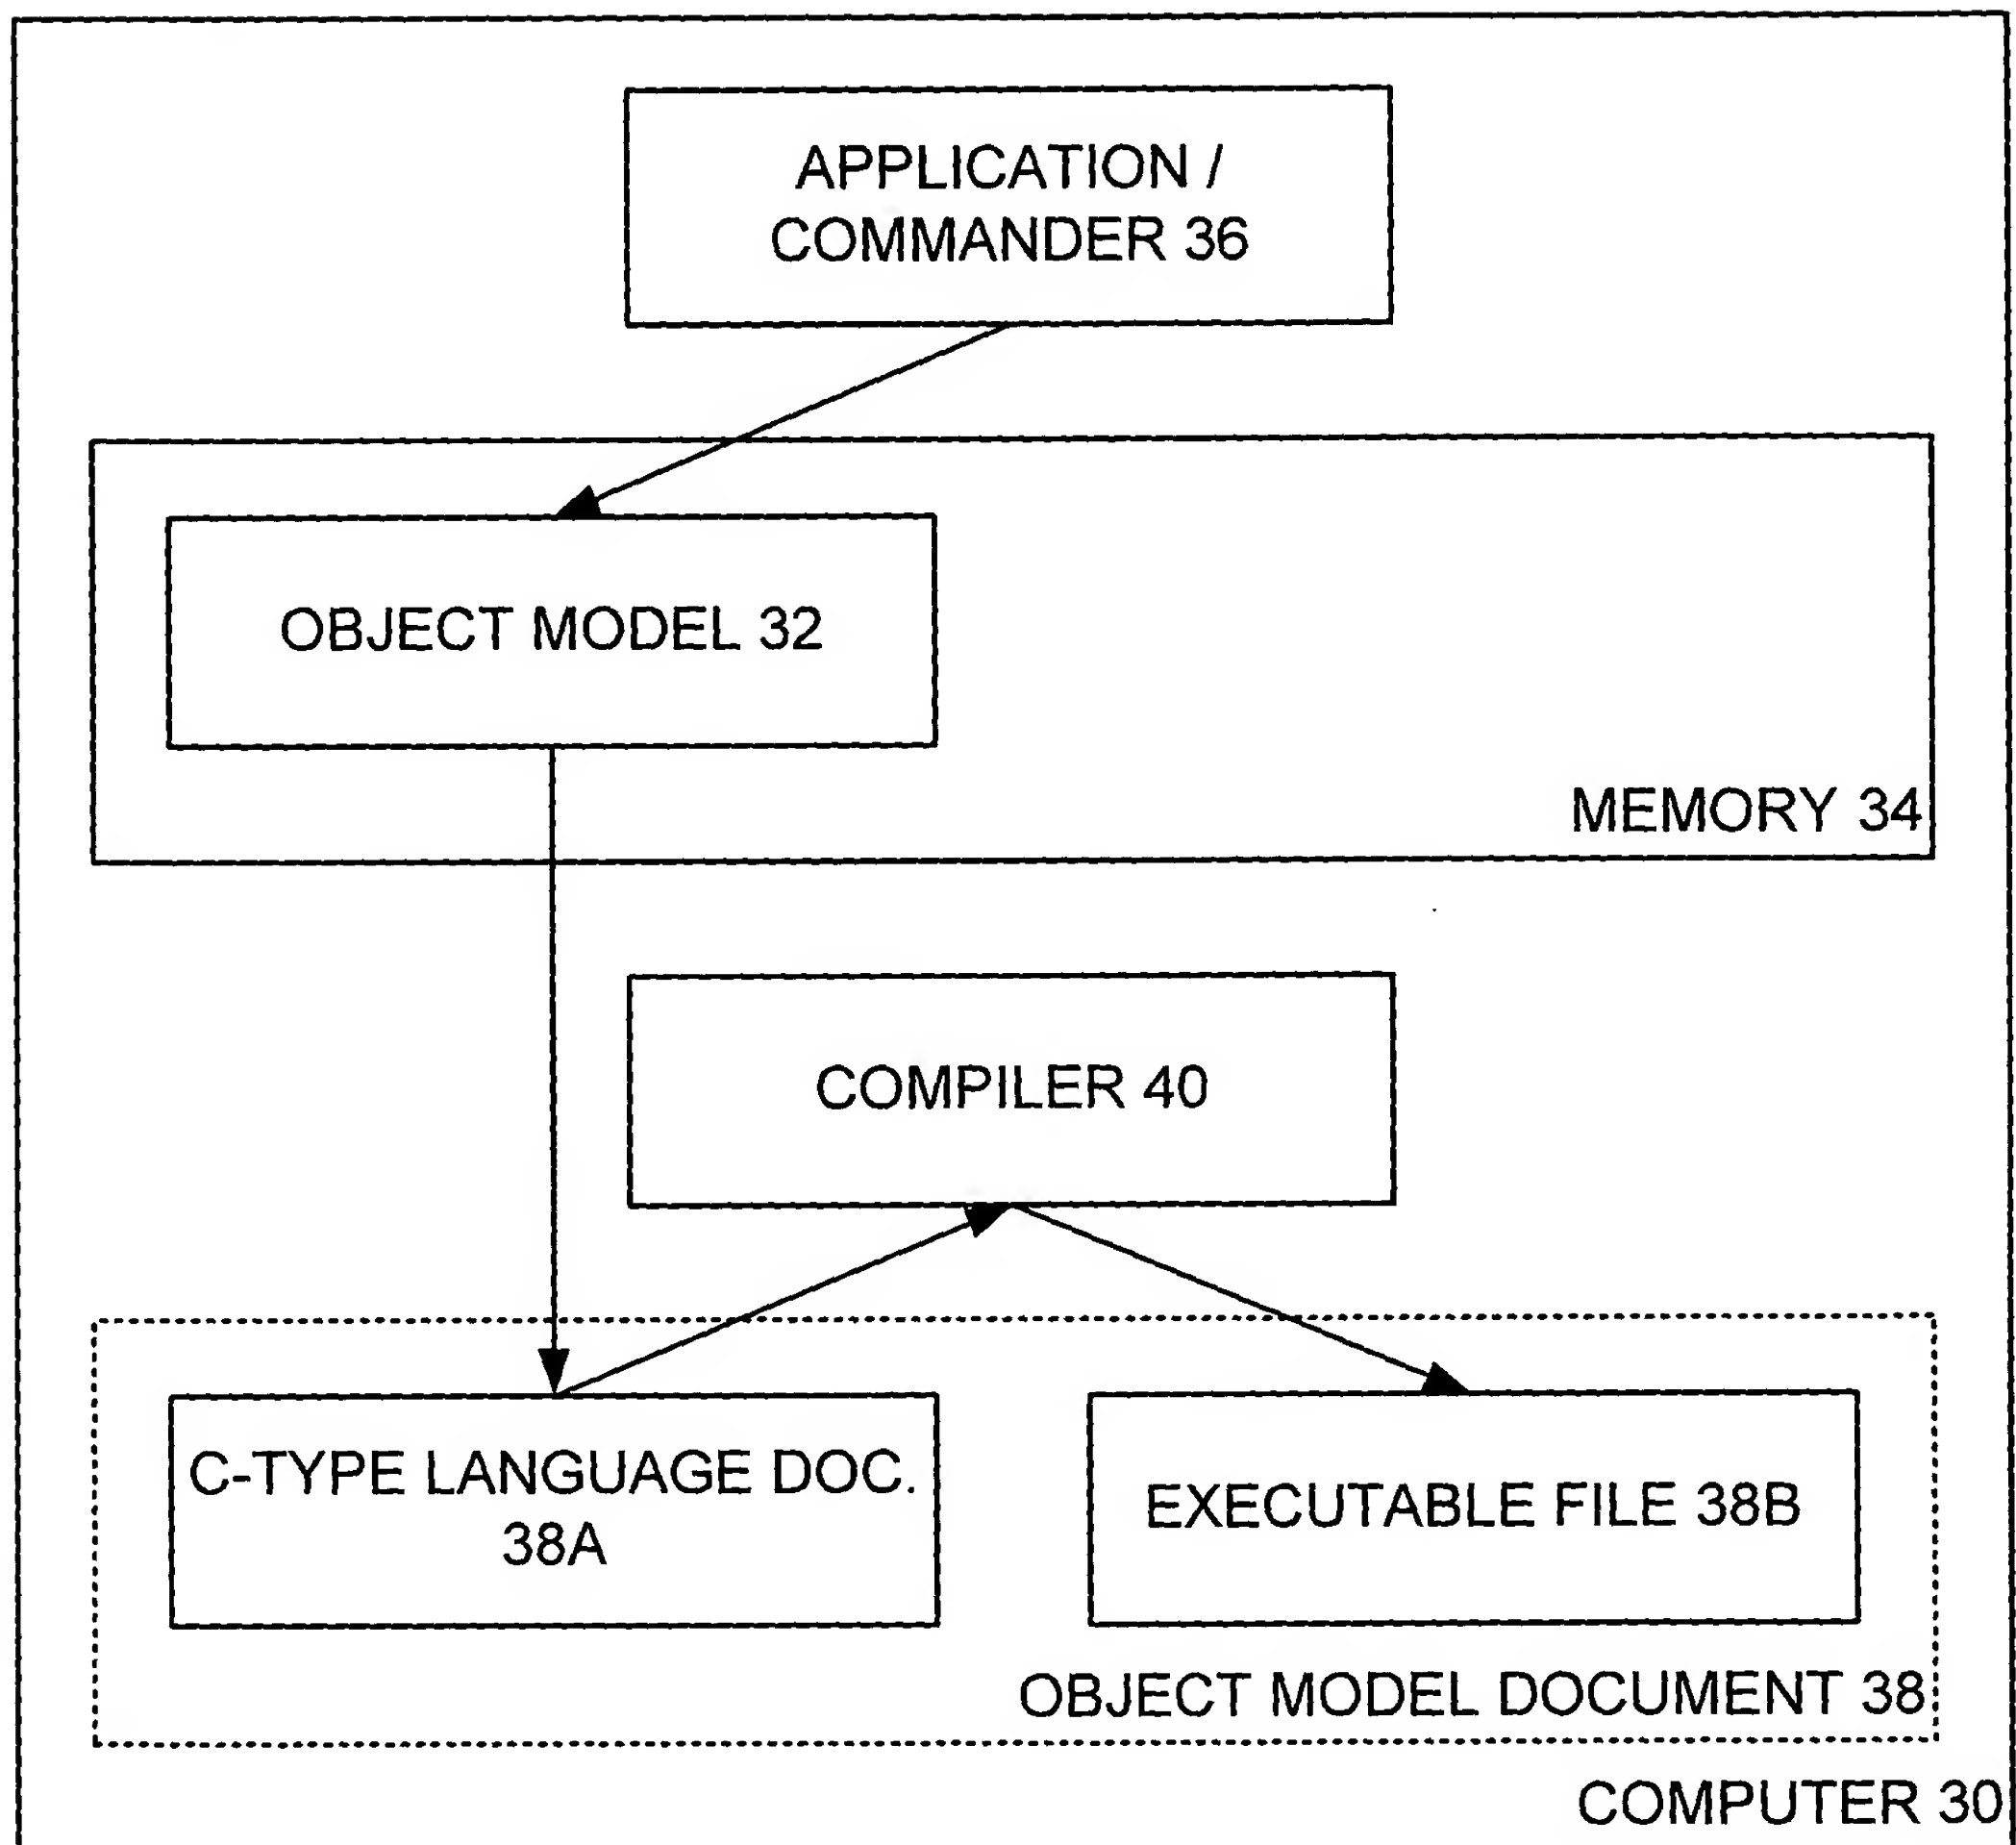 APPLICATION /
COMMANDER 36
OBJECT MODEL 32
MEMORY 34
COMPILER 40
C-TYPE LANGUAGE DOC.
38A
EXECUTABLE FILE 38B
OBJECT MODEL DOCUMENT 38
COMPUTER 30